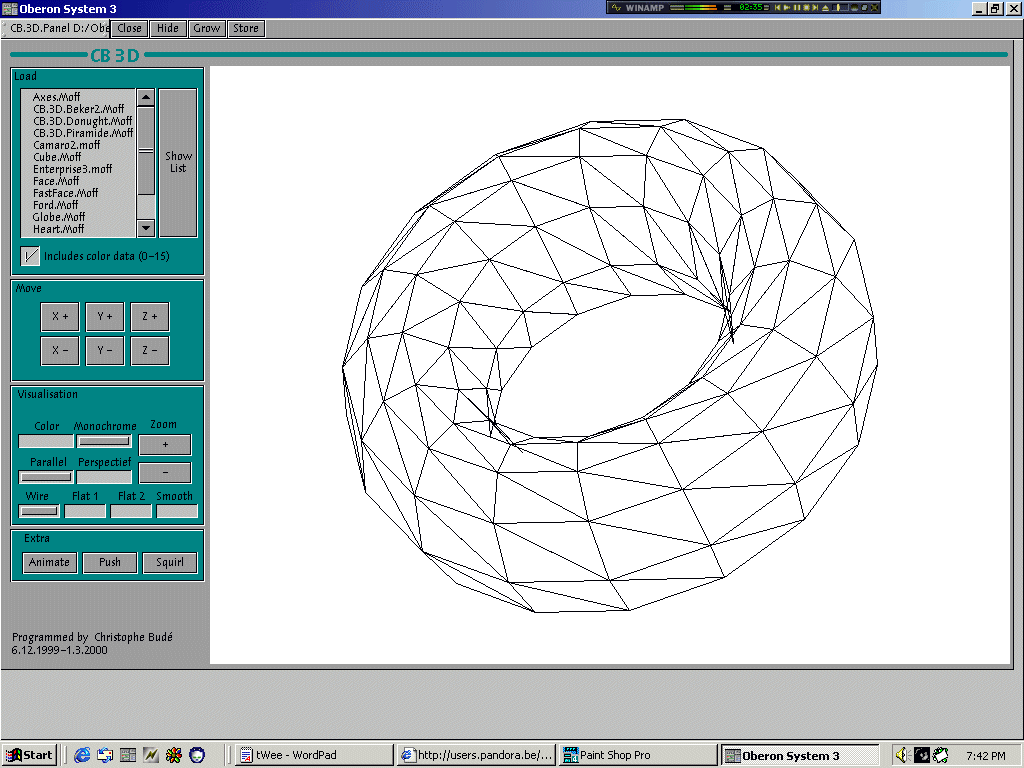 Oberon System 3
WINAMP 02:35
CB.3D.Panel D:/Obe Close Hide Grow Store
CB 3D
Load
Axes.Moff
CB.3D.Beker2.Moff
CB.3D.Donught.Moff
CB.3D.Piramide.Moff
Camaro2.moff
Cube.Moff
Enterprise3.moff
Face.Moff
FastFace.Moff
Ford.Moff
Globe.Moff
Heart.Moff
Show
List
Includes color data (0-15)
Move
X + Y + Z +
X - Y - Z -
Visualisation
Color Monochrome Zoom
+
Parallel Perspectief
-
Wire Flat 1 Flat 2 Smooth
Extra
Animate Push Squirl
Programmed by Christophe Budé
6.12.1999-1.3.2000
Start tWee - WordPad http://users.pandora.be/... Paint Shop Pro Oberon System 3 7:42 PM